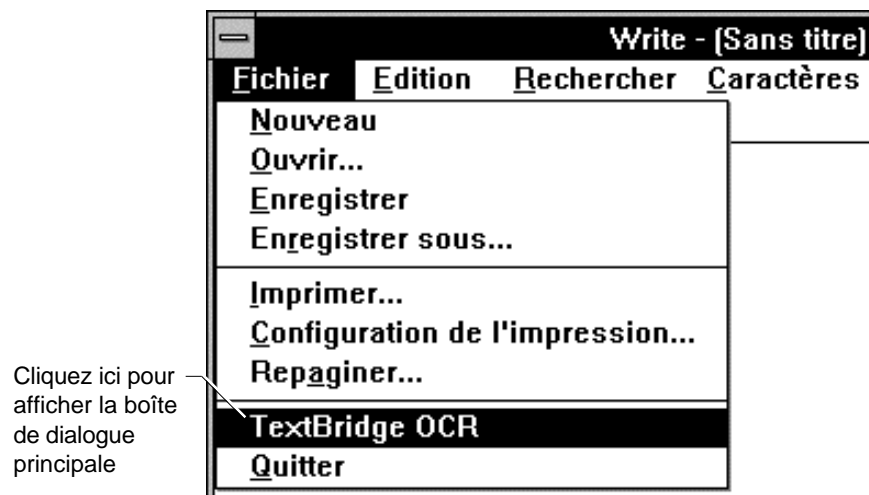 Write - (Sans titre)
Fichier Edition Rechercher Caractères
Nouveau
Ouvrir...
Enregistrer
Enregistrer sous...
Imprimer...
Configuration de l'impression...
Repaginer...
Cliquez ici pour
afficher la boîte
de dialogue
principale
TextBridge OCR
Quitter